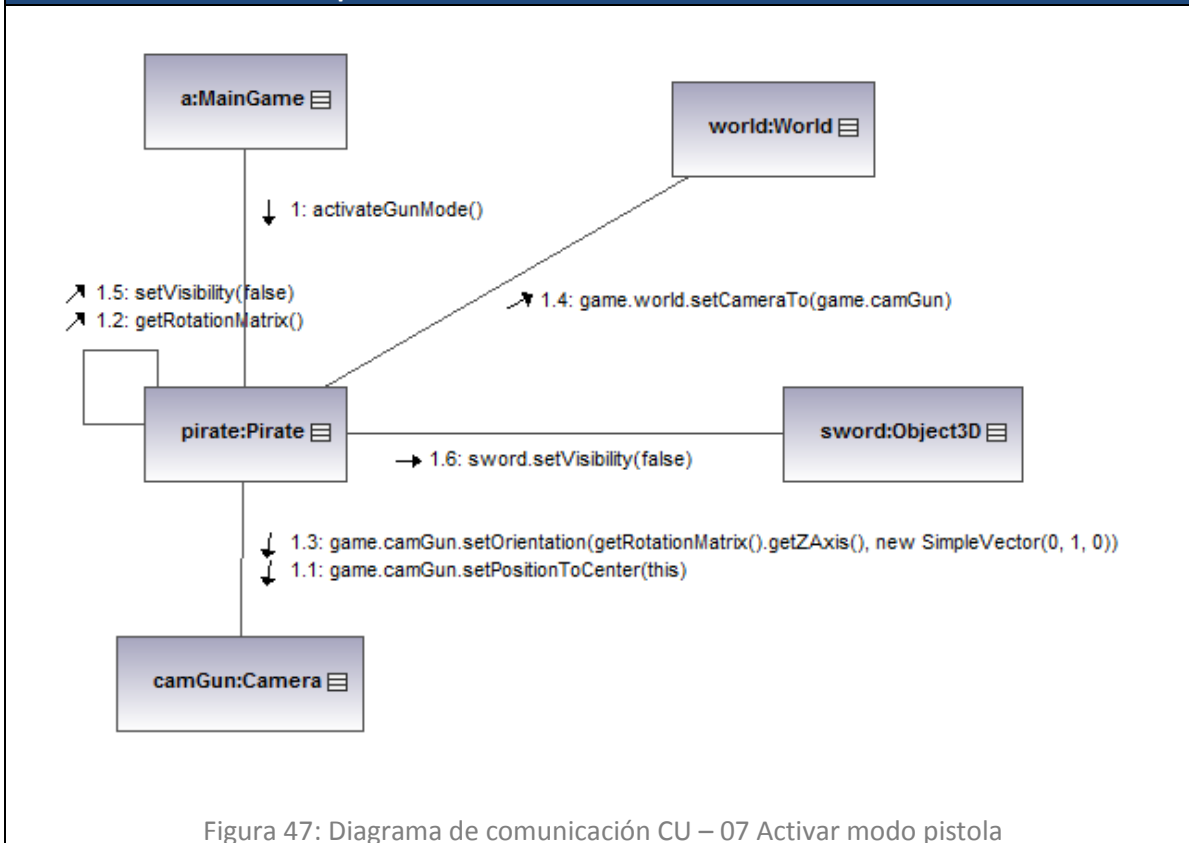 a:MainGame
world:World
1: activateGunMode()
1.5: setVisibility(false)
1.4: game.world.setCameraTo(game.camGun)
1.2: getRotationMatrix()
pirate:Pirate
sword:Object3D
1.6: sword.setVisibility(false)
1.3: game.camGun.setOrientation(getRotationMatrix().getZAxis(), new SimpleVector(0, 1, 0))
1.1: game.camGun.setPositionToCenter(this)
camGun:Camera
Figura 47: Diagrama de comunicación CU – 07 Activar modo pistola